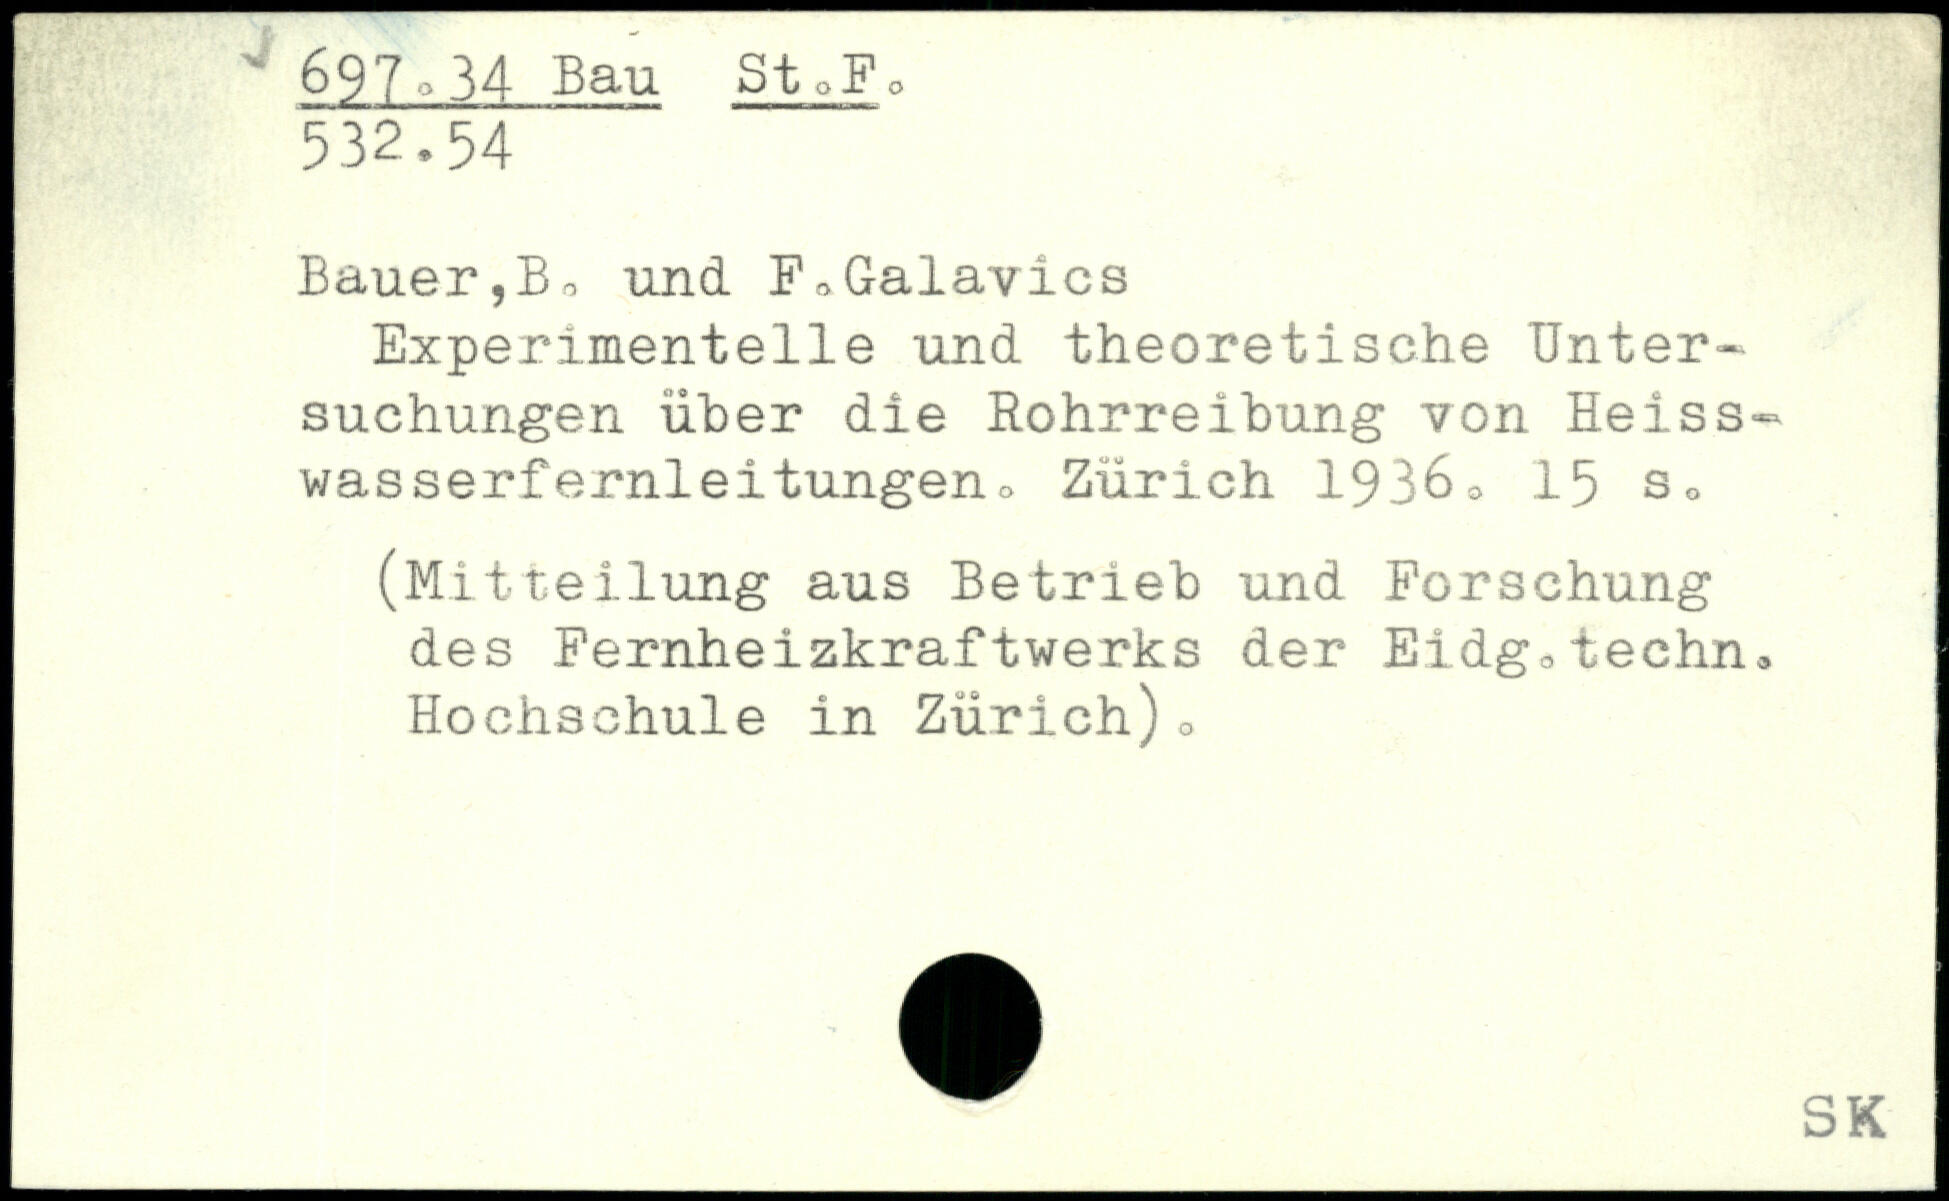 697.34 Bau St.F.
532.54
Bauer,B. und F.Galavics
Experimentelle und theoretische Unter-
suchungen über die Rohrreibung von Heiss-
wasserfernleitungen. Zürich 1936. 15 s.
(Mitteilung aus Betrieb und Forschung
des Fernheizkraftwerks der Eidg.techn.
Hochschule in Zürich).
SK